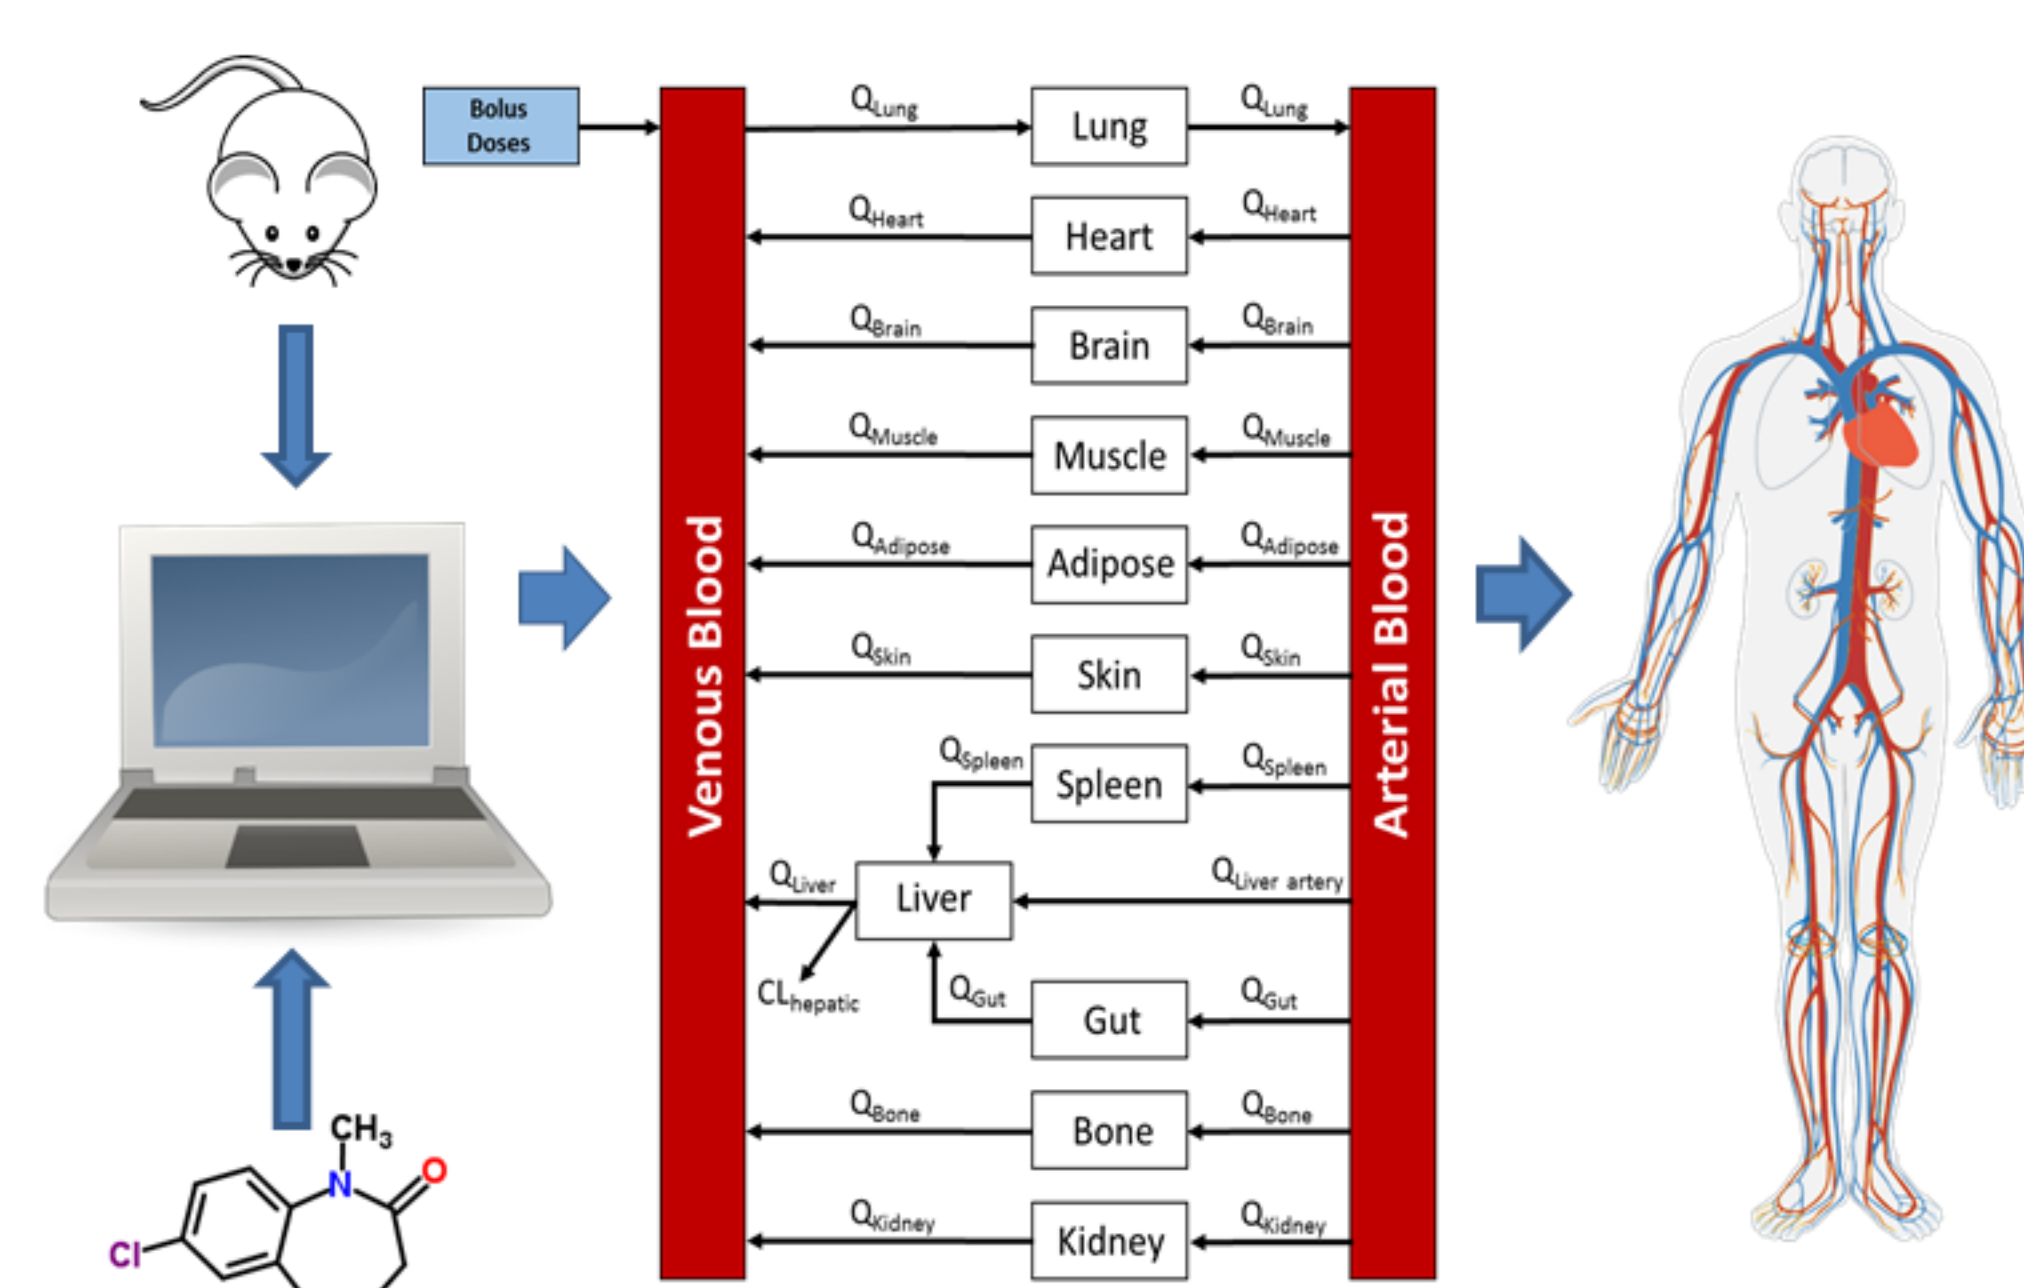 Bolus
Doses
QLung
Lung
QLung
QHeart
Heart
QHeart
QBrain
Brain
QBrain
QMuscle
Muscle
QMuscle
QAdipose
Adipose
QAdipose
QSkin
Skin
QSkin
QSpleen
Spleen
QSpleen
QLiver
Liver
QLiver artery
CLhepatic
QGut
Gut
QGut
QBone
Bone
QBone
QKidney
Kidney
QKidney
Venous Blood
Arterial Blood
CH3
N
O
Cl